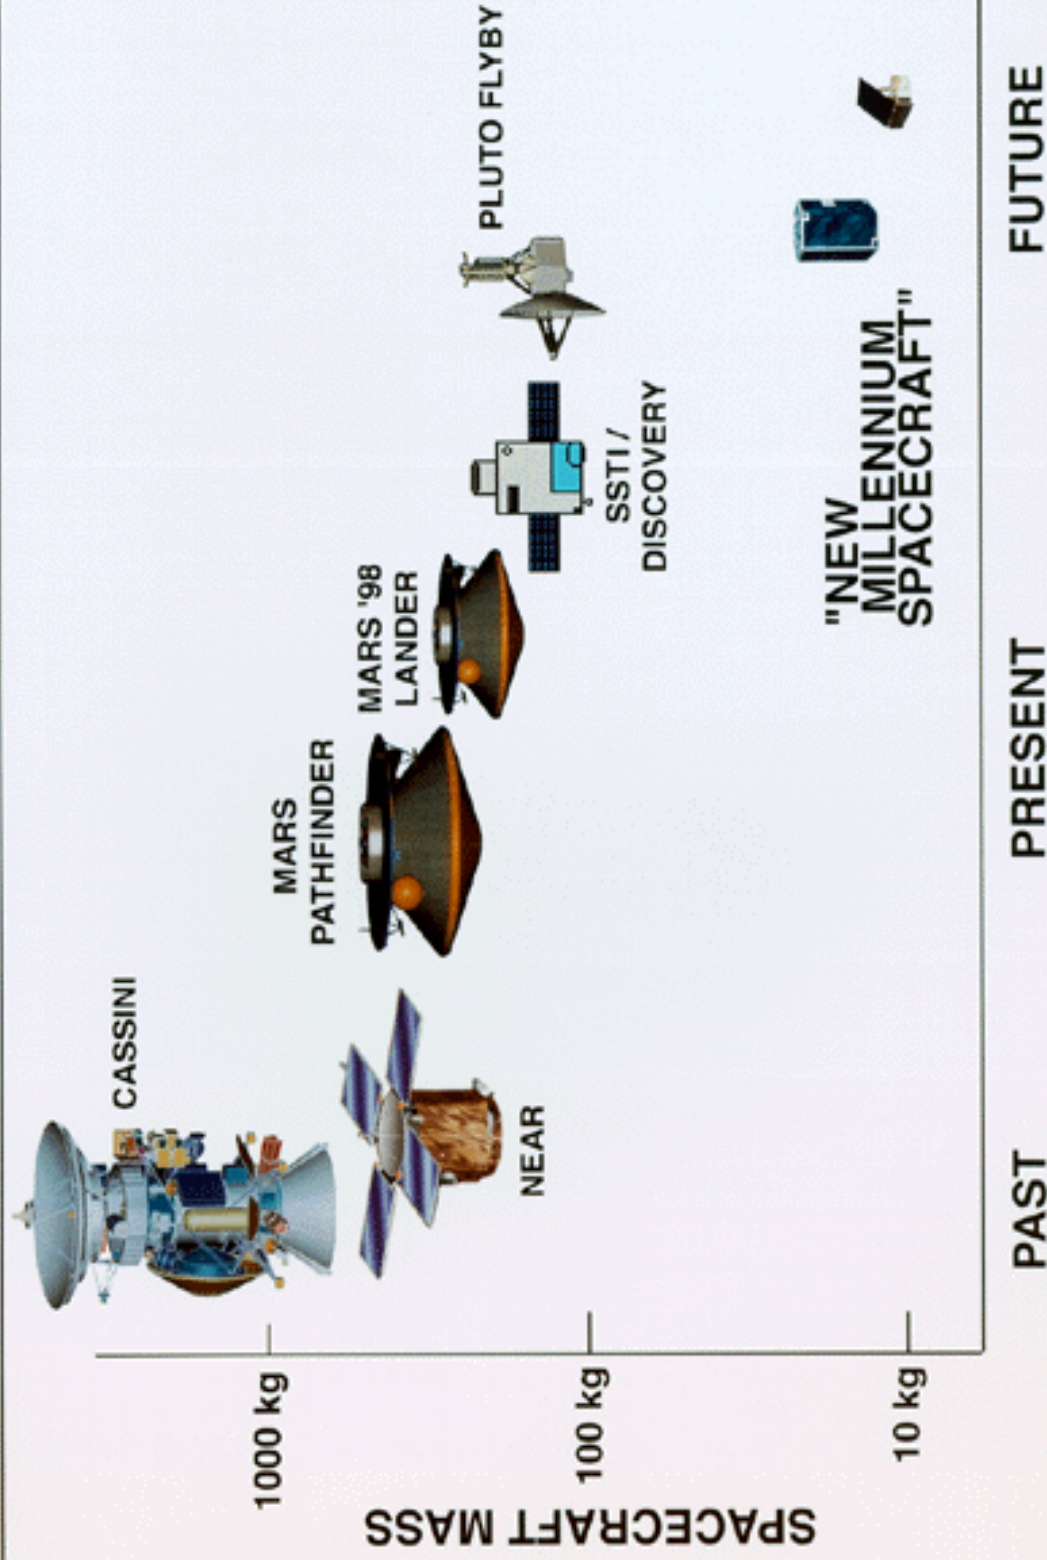 CASSINI
NEAR
MARS
PATHFINDER
MARS '98
LANDER
SSTI /
DISCOVERY
PLUTO FLYBY
"NEW
MILLENNIUM
SPACECRAFT"
SPACECRAFT MASS
1000 kg
100 kg
10 kg
PAST
PRESENT
FUTURE